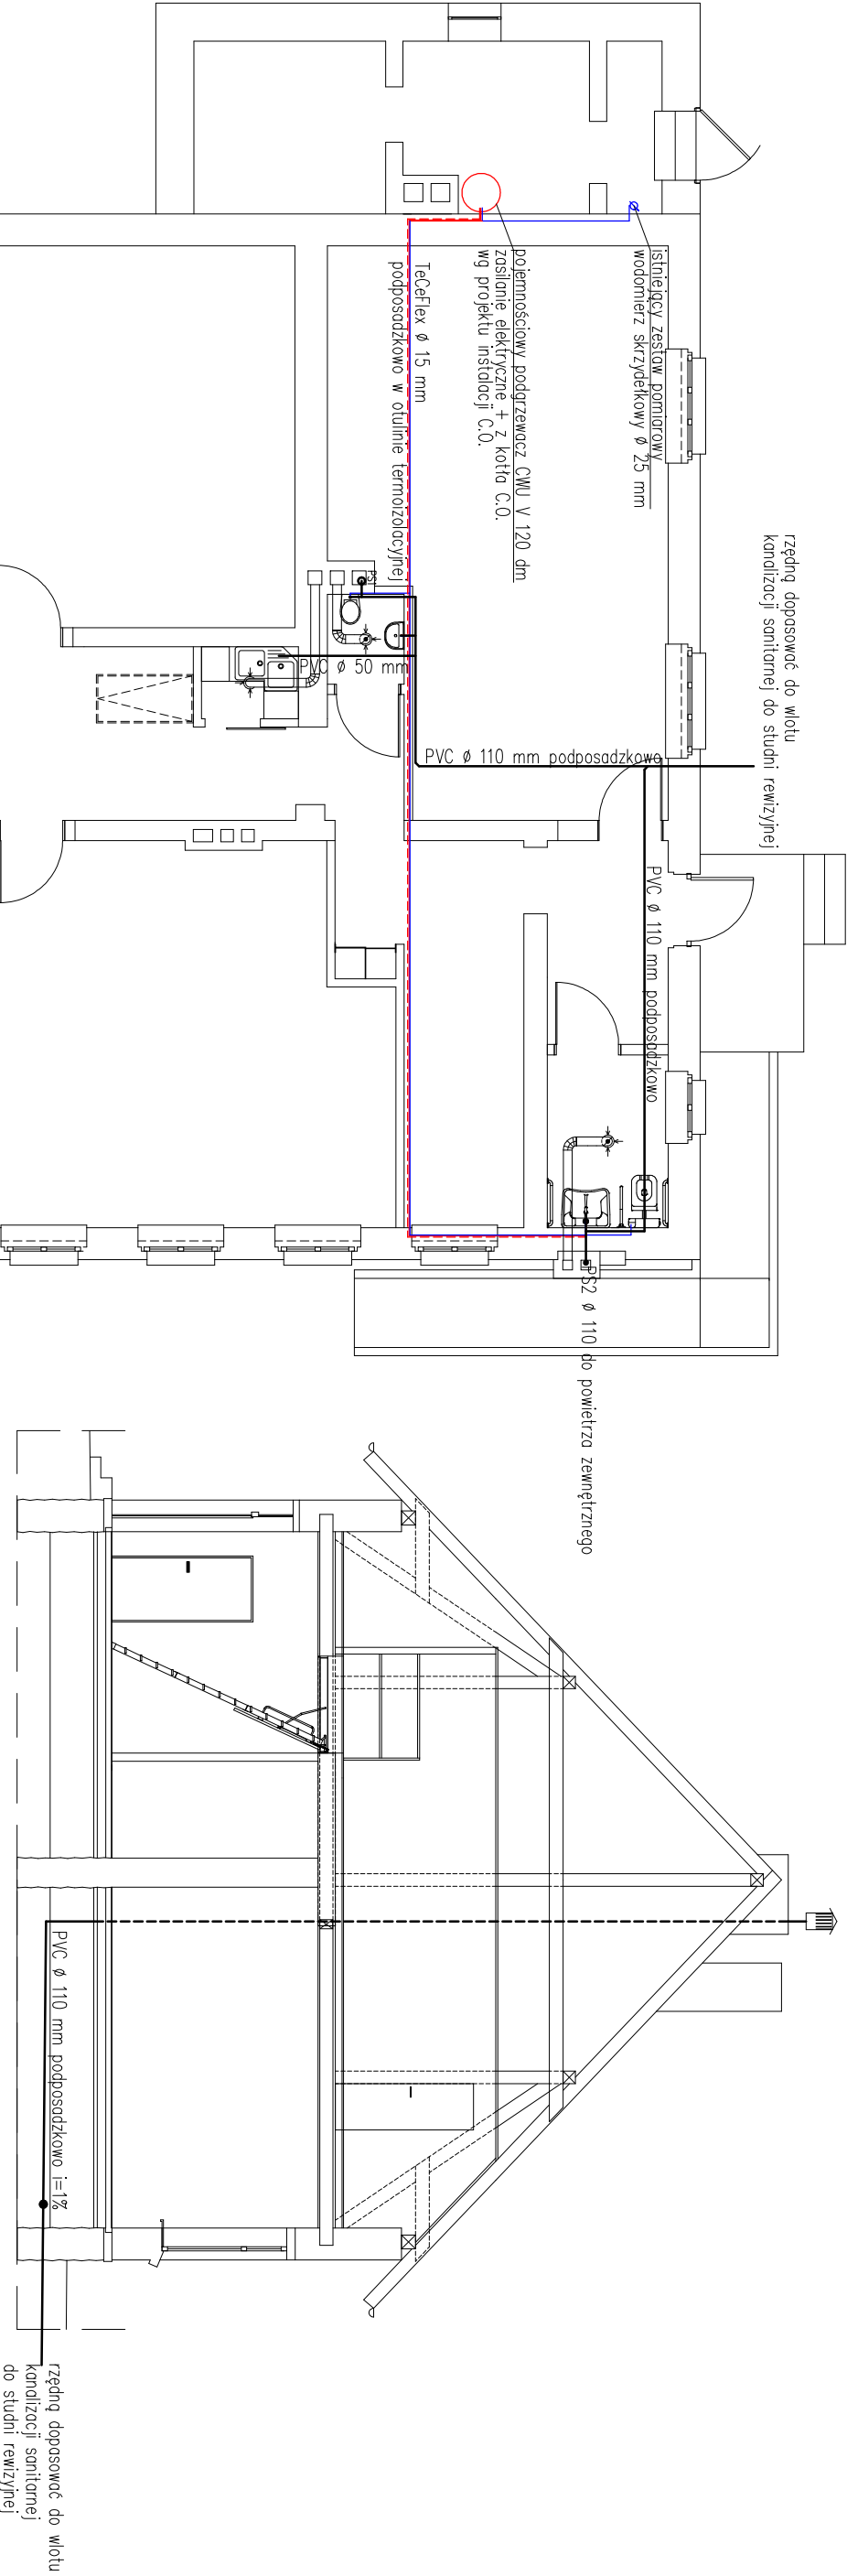 istniejący zestaw pomiarowy
wodomierz skrzydełkowy ø 25 mm
pojemnościowy podgrzewacz CWU V 120 dm
zasilanie elektryczne + z kotła C.O.
wg projektu instalacji C.O.
TeCeFlex ø 15 mm
podposadzkowo w otulinie termoizolacyjnej
rzędną dopasować do wlotu
kanalizacji sanitarnej do studni rewizyjnej
PS1
PVC ø 50 mm
PVC ø 110 mm podposadzkowo
PVC ø 110 mm podposadzkowo
PS2 ø 110 do powietrza zewnętrznego
PVC ø 110 mm podposadzkowo i=1%
rzędną dopasować do wlotu
kanalizacji sanitarnej
do studni rewizyjnej